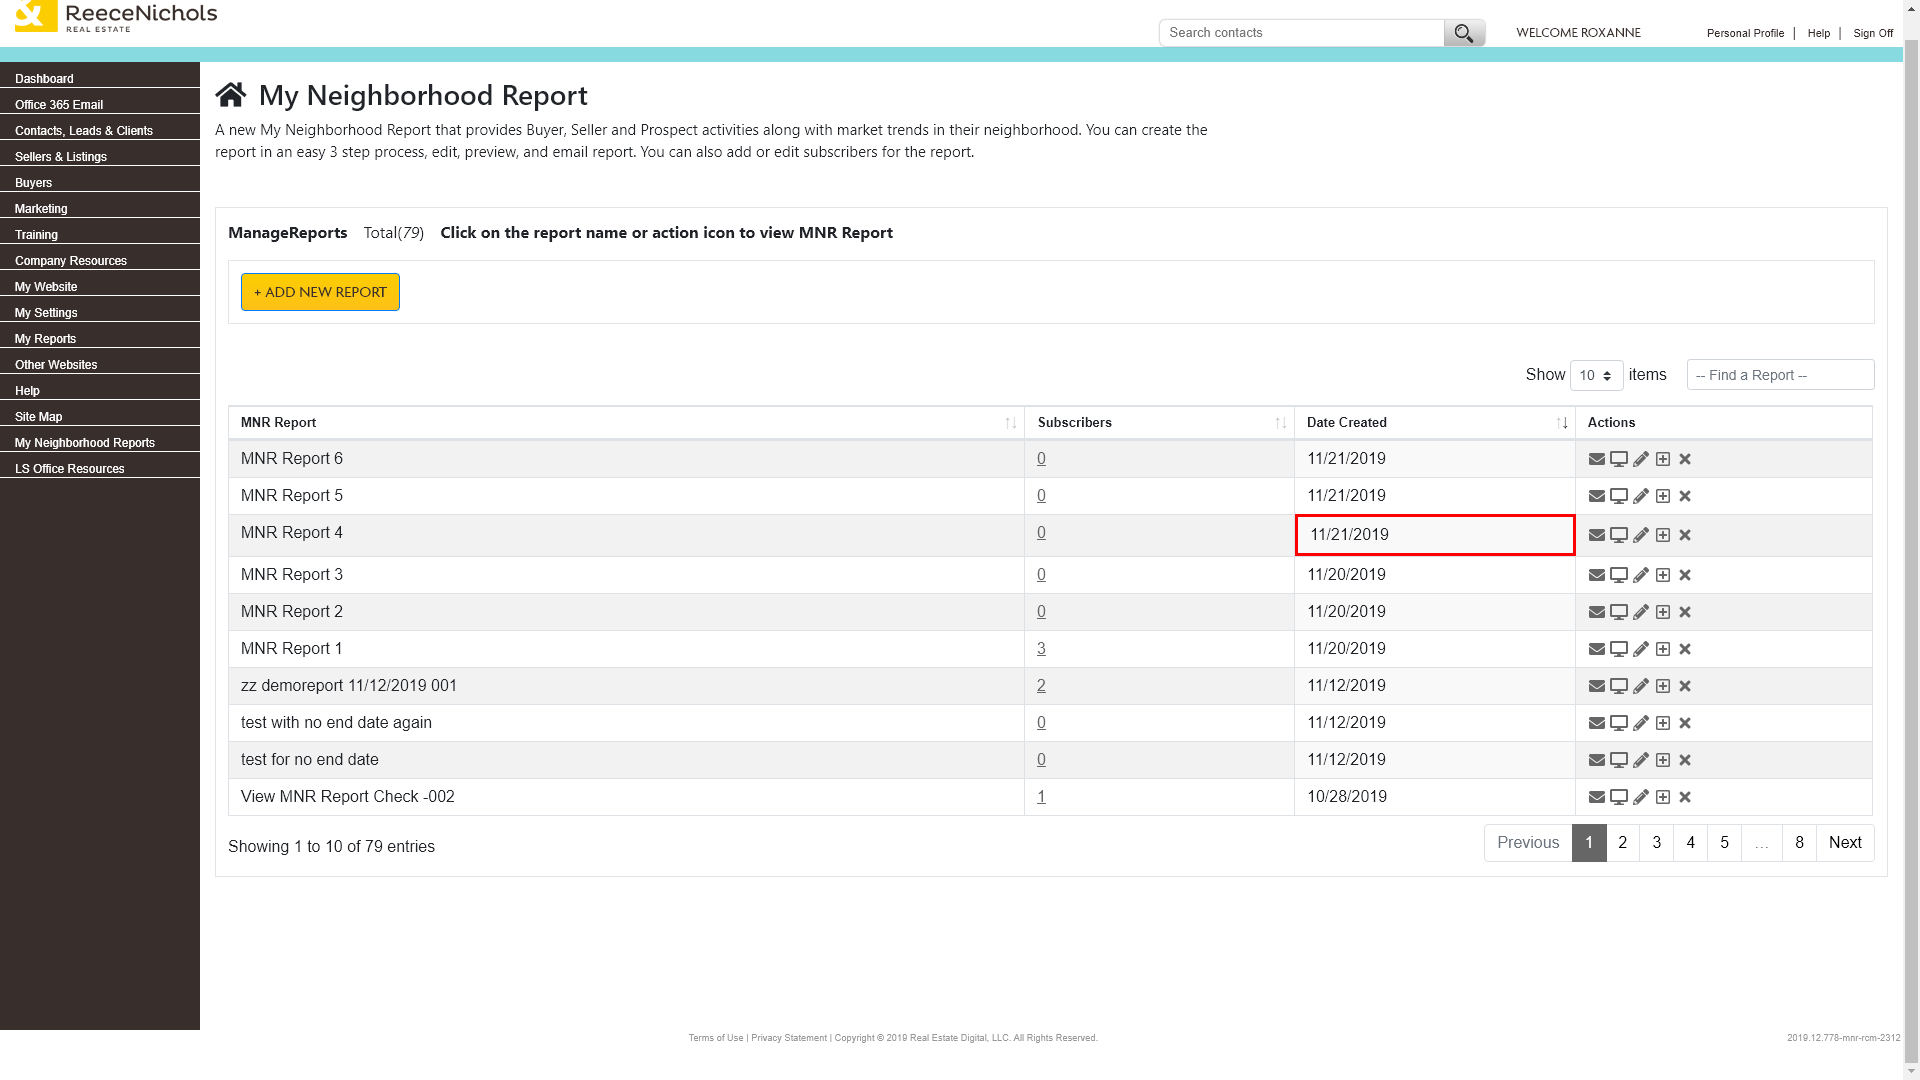 &
ReeceNichols
REAL ESTATE
Search contacts
WELCOME ROXANNE
Personal Profile | Help | Sign Off
Dashboard
Office 365 Email
Contacts, Leads & Clients
Sellers & Listings
Buyers
Marketing
Training
Company Resources
My Website
My Settings
My Reports
Other Websites
Help
Site Map
My Neighborhood Reports
LS Office Resources
My Neighborhood Report
A new My Neighborhood Report that provides Buyer, Seller and Prospect activities along with market trends in their neighborhood. You can create the
report in an easy 3 step process, edit, preview, and email report. You can also add or edit subscribers for the report.
ManageReports Total(79) Click on the report name or action icon to view MNR Report
+ ADD NEW REPORT
Show 10 items -- Find a Report --
MNR Report Subscribers Date Created Actions
MNR Report 6 0 11/21/2019
MNR Report 5 0 11/21/2019
MNR Report 4 0 11/21/2019
MNR Report 3 0 11/20/2019
MNR Report 2 0 11/20/2019
MNR Report 1 3 11/20/2019
zz demoreport 11/12/2019 001 2 11/12/2019
test with no end date again 0 11/12/2019
test for no end date 0 11/12/2019
View MNR Report Check -002 1 10/28/2019
Showing 1 to 10 of 79 entries
Previous 1 2 3 4 5 ... 8 Next
Terms of Use | Privacy Statement | Copyright © 2019 Real Estate Digital, LLC. All Rights Reserved.
2019.12.778-mnr-rcm-2312